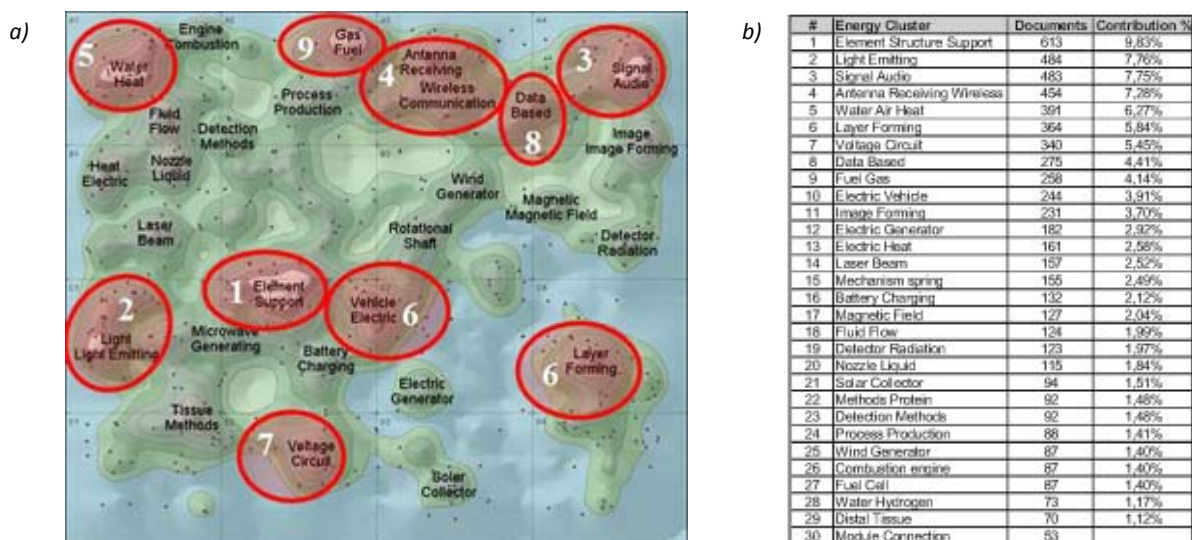 a)
Engine
Combustion
9
Gas
Fuel
5
Water
Heat
4
Antenna
Receiving
Wireless
Communication
3
Signal
Audio
Process
Production
Data
Based
8
Fluid
Flow
Detection
Methods
Image
Image Forming
Heat
Electric
Nozzle
Liquid
Wind
Generator
Magnetic
Magnetic Field
Laser
Beam
Rotational
Shaft
Detector
Radiation
1
Element
Support
2
Light
Light Emitting
Vehicle
Electric
6
Microwave
Generating
Battery
Charging
6
Layer
Forming
Electric
Generator
Tissue
Methods
7
Voltage
Circuit
Solar
Collector
b)
# Energy Cluster Documents Contribution %
1 Element Structure Support 613 9,83%
2 Light Emitting 484 7,76%
3 Signal Audio 483 7,75%
4 Antenna Receiving Wireless 454 7,28%
5 Water Air Heat 391 6,27%
6 Layer Forming 364 5,84%
7 Voltage Circuit 340 5,45%
8 Data Based 275 4,41%
9 Fuel Gas 258 4,14%
10 Electric Vehicle 244 3,91%
11 Image Forming 231 3,70%
12 Electric Generator 182 2,92%
13 Electric Heat 161 2,58%
14 Laser Beam 157 2,52%
15 Mechanism spring 155 2,49%
16 Battery Charging 132 2,12%
17 Magnetic Field 127 2,04%
18 Fluid Flow 124 1,99%
19 Detector Radiation 123 1,97%
20 Nozzle Liquid 115 1,84%
21 Solar Collector 94 1,51%
22 Methods Protein 92 1,48%
23 Detection Methods 92 1,48%
24 Process Production 88 1,41%
25 Wind Generator 87 1,40%
26 Combustion engine 87 1,40%
27 Fuel Cell 87 1,40%
28 Water Hydrogen 73 1,17%
29 Distal Tissue 70 1,12%
30 Module Connection 53